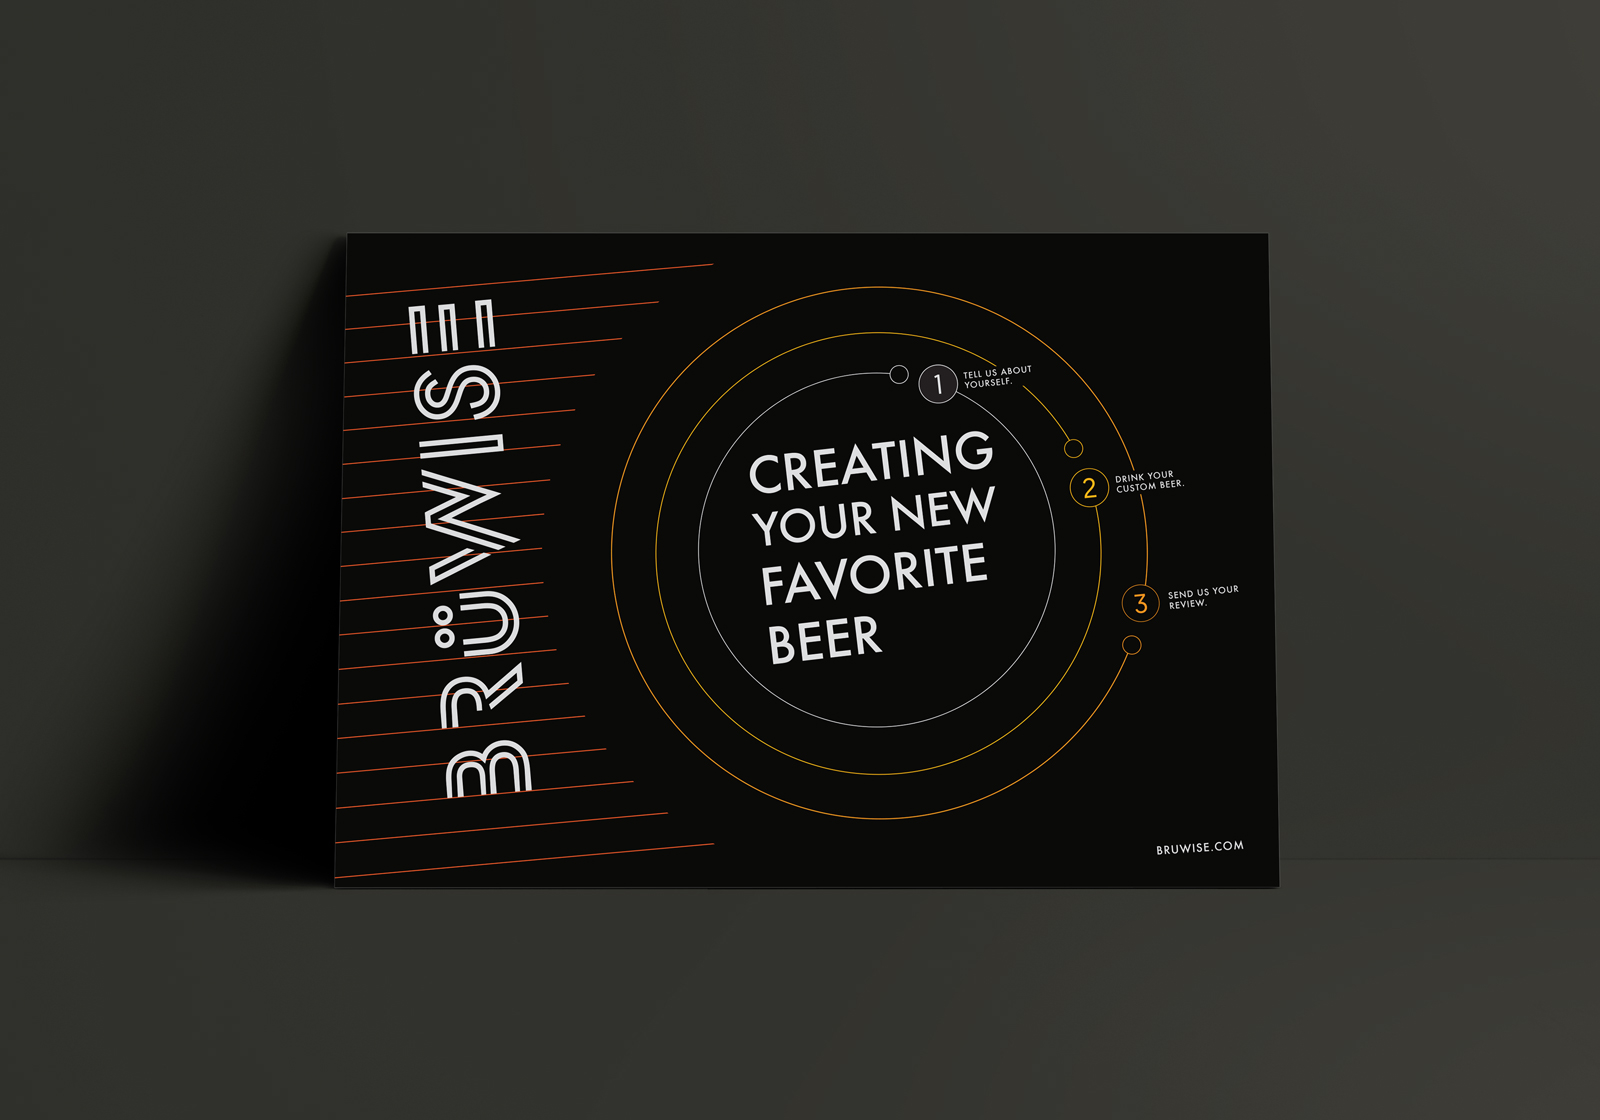 BRÜWISE
CREATING
YOUR NEW
FAVORITE
BEER
1
TELL US ABOUT
YOURSELF.
2
DRINK YOUR
CUSTOM BEER.
3
SEND US YOUR
REVIEW.
BRUWISE.COM